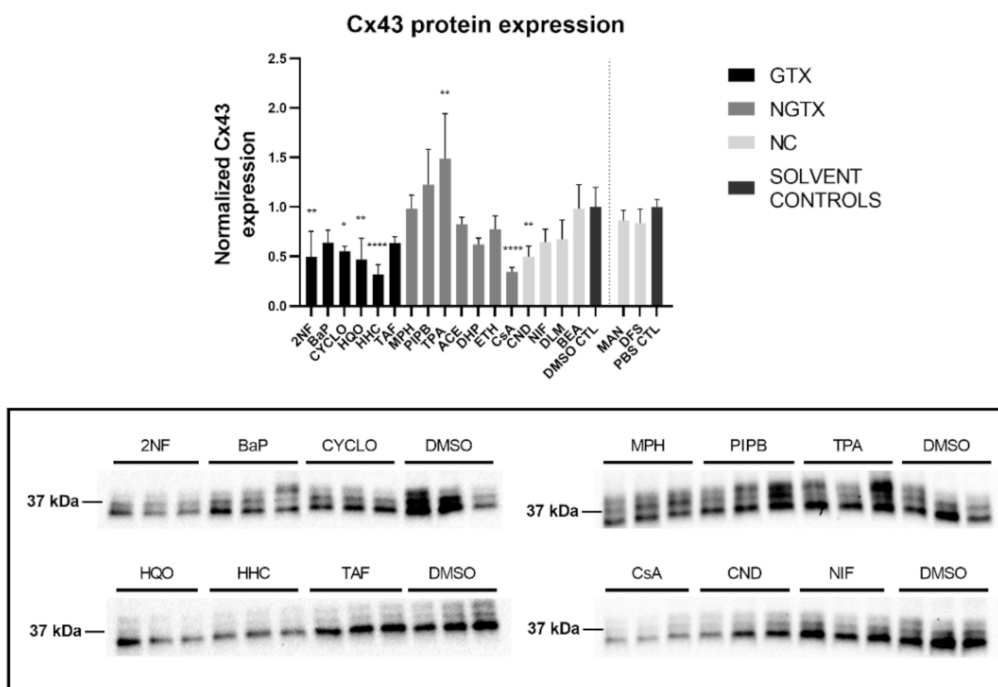 Cx43 protein expression
Normalized Cx43
expression
2.5
2.0
1.5
1.0
0.5
0.0
**
*
**
****
**
****
**
2NF
BaP
CYCLO
HQO
HHC
TAF
MPH
PIPB
TPA
ACE
DHP
ETH
CsA
CND
NIF
DLM
BEA
DMSO CTL
MAN
DFS
PBS CTL
GTX
NGTX
NC
SOLVENT
CONTROLS
2NF BaP CYCLO DMSO
37 kDa
MPH PIPB TPA DMSO
37 kDa
HQO HHC TAF DMSO
37 kDa
CsA CND NIF DMSO
37 kDa